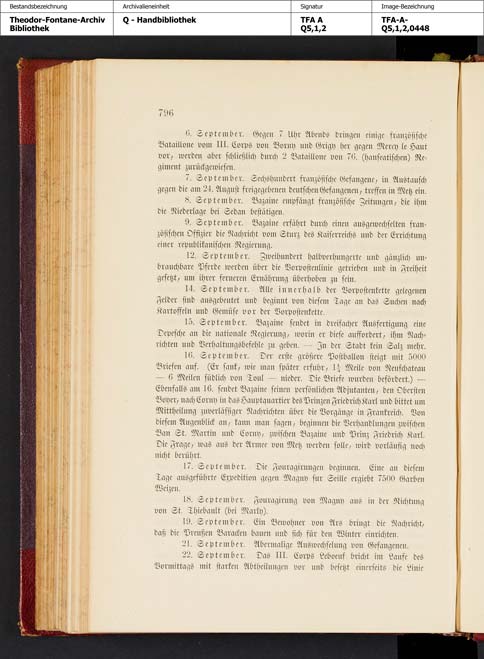 Bestandsbezeichnung
Archivalieneinheit
Signatur
Image-Bezeichnung
Theodor-Fontane-Archiv
Bibliothek
Q - Handbibliothek
TFA A
Q5,1,2
TFA-A-
Q5,1,2,0448
796
6. September. Gegen 7 Uhr Abends dringen einige französische
Bataillone vom III. Corps von Borny und Grigy her gegen Mercy le Haut
vor, werden aber schließlich durch 2 Bataillone von 76. (hanseatischen) Re-
giment zurückgewiesen.
7. September. Sechshundert französische Gefangene, in Austausch
gegen die am 24. August freigegebenen deutschen Gefangenen, treffen in Metz ein.
8. September. Bazaine empfängt französische Zeitungen, die ihm
die Niederlage bei Sedan bestätigen.
9. September. Bazaine erfährt durch einen ausgewechselten fran-
zösischen Offizier die Nachricht vom Sturz des Kaiserreichs und der Errichtung
einer republikanischen Regierung.
12. September. Zweihundert halbverhungerte und gänzlich un-
brauchbare Pferde werden über die Vorpostenlinie getrieben und in Freiheit
gesetzt, um ihrer ferneren Ernährung überhoben zu sein.
14. September. Alle innerhalb der Vorpostenkette gelegenen
Felder sind ausgebeutet und beginnt von diesem Tage an das Suchen nach
Kartoffeln und Gemüse vor der Vorpostenkette.
15. September. Bazaine sendet in dreifacher Ausfertigung eine
Depesche an die nationale Regierung, worin er diese auffordert, ihm Nach-
richten und Verhaltungsbefehle zu geben. — In der Stadt kein Salz mehr.
16. September. Der erste größere Postballon steigt mit 5000
Briefen auf. (Er sank, wie man später erfuhr, 1¼ Meile von Neufchateau
— 6 Meilen südlich von Toul — nieder. Die Briefe wurden befördert.) —
Ebenfalls am 16. sendet Bazaine seinen persönlichen Adjutanten, den Obersten
Boyer, nach Corny in das Hauptquartier des Prinzen Friedrich Karl und bittet um
Mittheilung zuverlässiger Nachrichten über die Vorgänge in Frankreich. Von
diesem Augenblick an, kann man sagen, beginnen die Verhandlungen zwischen
Ban St. Martin und Corny, zwischen Bazaine und Prinz Friedrich Karl.
Die Frage, was aus der Armee von Metz werden solle, wird vorläufig noch
nicht berührt.
17. September. Die Fouragirungen beginnen. Eine an diesem
Tage ausgeführte Expedition gegen Magny sur Seille ergiebt 7500 Garben
Weizen.
18. September. Fouragirung von Magny aus in der Richtung
von St. Thiebault (bei Marly).
19. September. Ein Bewohner von Ars bringt die Nachricht,
daß die Preußen Baracken bauen und sich für den Winter einrichten.
21. September. Abermalige Auswechselung von Gefangenen.
22. September. Das III. Corps Leboeuf bricht im Laufe des
Vormittags mit starken Abtheilungen vor und besetzt einerseits die Linie